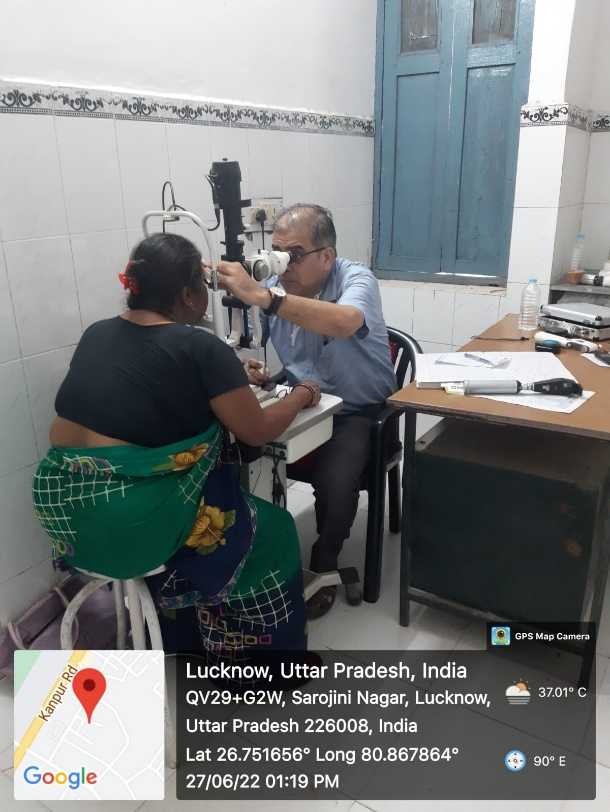 GPS Map Camera
Kanpur Rd
Google
Lucknow, Uttar Pradesh, India
QV29+G2W, Sarojini Nagar, Lucknow,
Uttar Pradesh 226008, India
Lat 26.751656° Long 80.867864°
27/06/22 01:19 PM
37.01° C
90° E